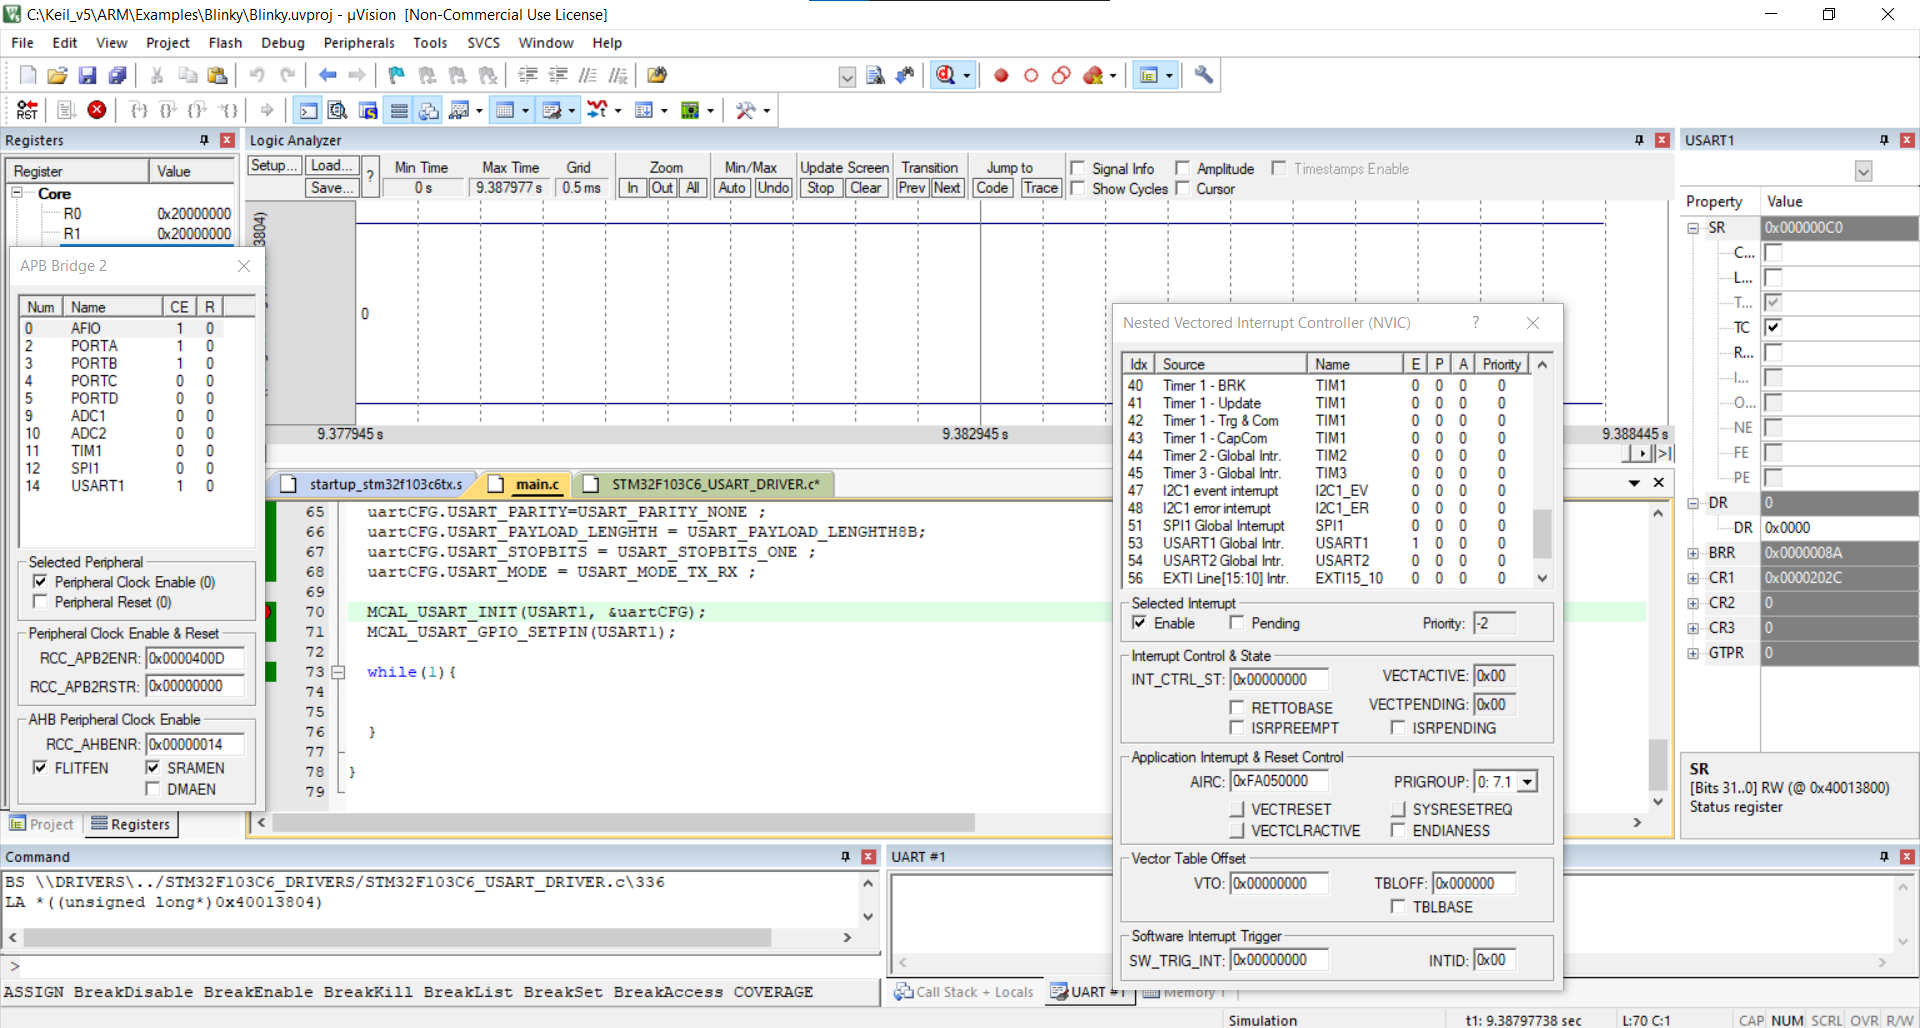 C:\Keil_v5\ARM\Examples\Blinky\Blinky.uvproj - µVision [Non-Commercial Use License]
File Edit View Project Flash Debug Peripherals Tools SVCS Window Help
RST
Registers
Register Value
Core
R0 0x20000000
R1 0x20000000
Logic Analyzer
Setup... Load... Save... ?
Min Time Max Time Grid Zoom Min/Max Update Screen Transition Jump to
0 s 9.387977 s 0.5 ms In Out All Auto Undo Stop Clear Prev Next Code Trace
Signal Info Amplitude Timestamps Enable
Show Cycles Cursor
3804)
0
9.377945 s 9.382945 s 9.388445 s
APB Bridge 2
Num Name CE R
0 AFIO 1 0
2 PORTA 1 0
3 PORTB 1 0
4 PORTC 0 0
5 PORTD 0 0
9 ADC1 0 0
10 ADC2 0 0
11 TIM1 0 0
12 SPI1 0 0
14 USART1 1 0
Selected Peripheral
Peripheral Clock Enable (0)
Peripheral Reset (0)
Peripheral Clock Enable & Reset
RCC_APB2ENR: 0x0000400D
RCC_APB2RSTR: 0x00000000
AHB Peripheral Clock Enable
RCC_AHBENR: 0x00000014
FLITFEN SRAMEN
DMAEN
Project Registers
startup_stm32f103c6tx.s main.c STM32F103C6_USART_DRIVER.c*
65 uartCFG.USART_PARITY=USART_PARITY_NONE ;
66 uartCFG.USART_PAYLOAD_LENGHTH = USART_PAYLOAD_LENGHTH8B;
67 uartCFG.USART_STOPBITS = USART_STOPBITS_ONE ;
68 uartCFG.USART_MODE = USART_MODE_TX_RX ;
69
70 MCAL_USART_INIT(USART1, &uartCFG);
71 MCAL_USART_GPIO_SETPIN(USART1);
72
73 while(1){
74
75
76 }
77
78 }
79
Nested Vectored Interrupt Controller (NVIC) ?
Idx Source Name E P A Priority
40 Timer 1 - BRK TIM1 0 0 0 0
41 Timer 1 - Update TIM1 0 0 0 0
42 Timer 1 - Trg & Com TIM1 0 0 0 0
43 Timer 1 - CapCom TIM1 0 0 0 0
44 Timer 2 - Global Intr. TIM2 0 0 0 0
45 Timer 3 - Global Intr. TIM3 0 0 0 0
47 I2C1 event interrupt I2C1_EV 0 0 0 0
48 I2C1 error interrupt I2C1_ER 0 0 0 0
51 SPI1 Global Interrupt SPI1 0 0 0 0
53 USART1 Global Intr. USART1 1 0 0 0
54 USART2 Global Intr. USART2 0 0 0 0
56 EXTI Line[15:10] Intr. EXTI15_10 0 0 0 0
Selected Interrupt
Enable Pending Priority: -2
Interrupt Control & State
INT_CTRL_ST: 0x00000000 VECTACTIVE: 0x00
RETTOBASE VECTPENDING: 0x00
ISRPREEMPT ISRPENDING
Application Interrupt & Reset Control
AIRC: 0xFA050000 PRIGROUP: 0: 7.1
VECTRESET SYSRESETREQ
VECTCLRACTIVE ENDIANESS
Vector Table Offset
VTO: 0x00000000 TBLOFF: 0x000000
TBLBASE
Software Interrupt Trigger
SW_TRIG_INT: 0x00000000 INTID: 0x00
USART1
Property Value
SR 0x000000C0
C...
L...
T...
TC
R...
I...
O...
NE
FE
PE
DR 0
DR 0x0000
BRR 0x0000008A
CR1 0x0000202C
CR2 0
CR3 0
GTPR 0
SR
[Bits 31..0] RW (@ 0x40013800)
Status register
Command
BS \\DRIVERS\../STM32F103C6_DRIVERS/STM32F103C6_USART_DRIVER.c\336
LA *((unsigned long*)0x40013804)
>
ASSIGN BreakDisable BreakEnable BreakKill BreakList BreakSet BreakAccess COVERAGE
UART #1
Call Stack + Locals UART #1 Memory 1
Simulation t1: 9.38797738 sec L:70 C:1 CAP NUM SCRL OVR R/W